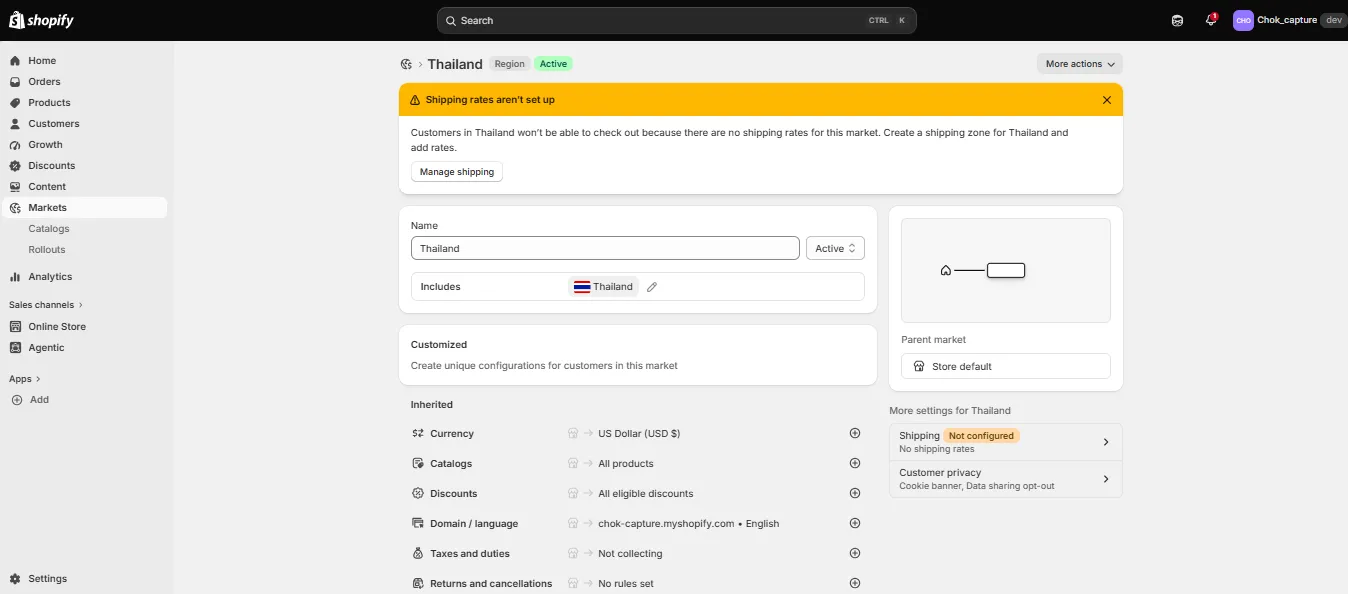 shopify
Search
CTRL K
1
CHO
Chok_capture
dev
Home
Orders
Products
Customers
Growth
Discounts
Content
Markets
Catalogs
Rollouts
Analytics
Sales channels
Online Store
Agentic
Apps
Add
Settings
Thailand Region Active
More actions
Shipping rates aren't set up
Customers in Thailand won't be able to check out because there are no shipping rates for this market. Create a shipping zone for Thailand and
add rates.
Manage shipping
Name
Thailand
Active
Includes Thailand
Customized
Create unique configurations for customers in this market
Inherited
Currency US Dollar (USD $)
Catalogs All products
Discounts All eligible discounts
Domain / language chok-capture.myshopify.com • English
Taxes and duties Not collecting
Returns and cancellations No rules set
Parent market
Store default
More settings for Thailand
Shipping Not configured
No shipping rates
Customer privacy
Cookie banner, Data sharing opt-out